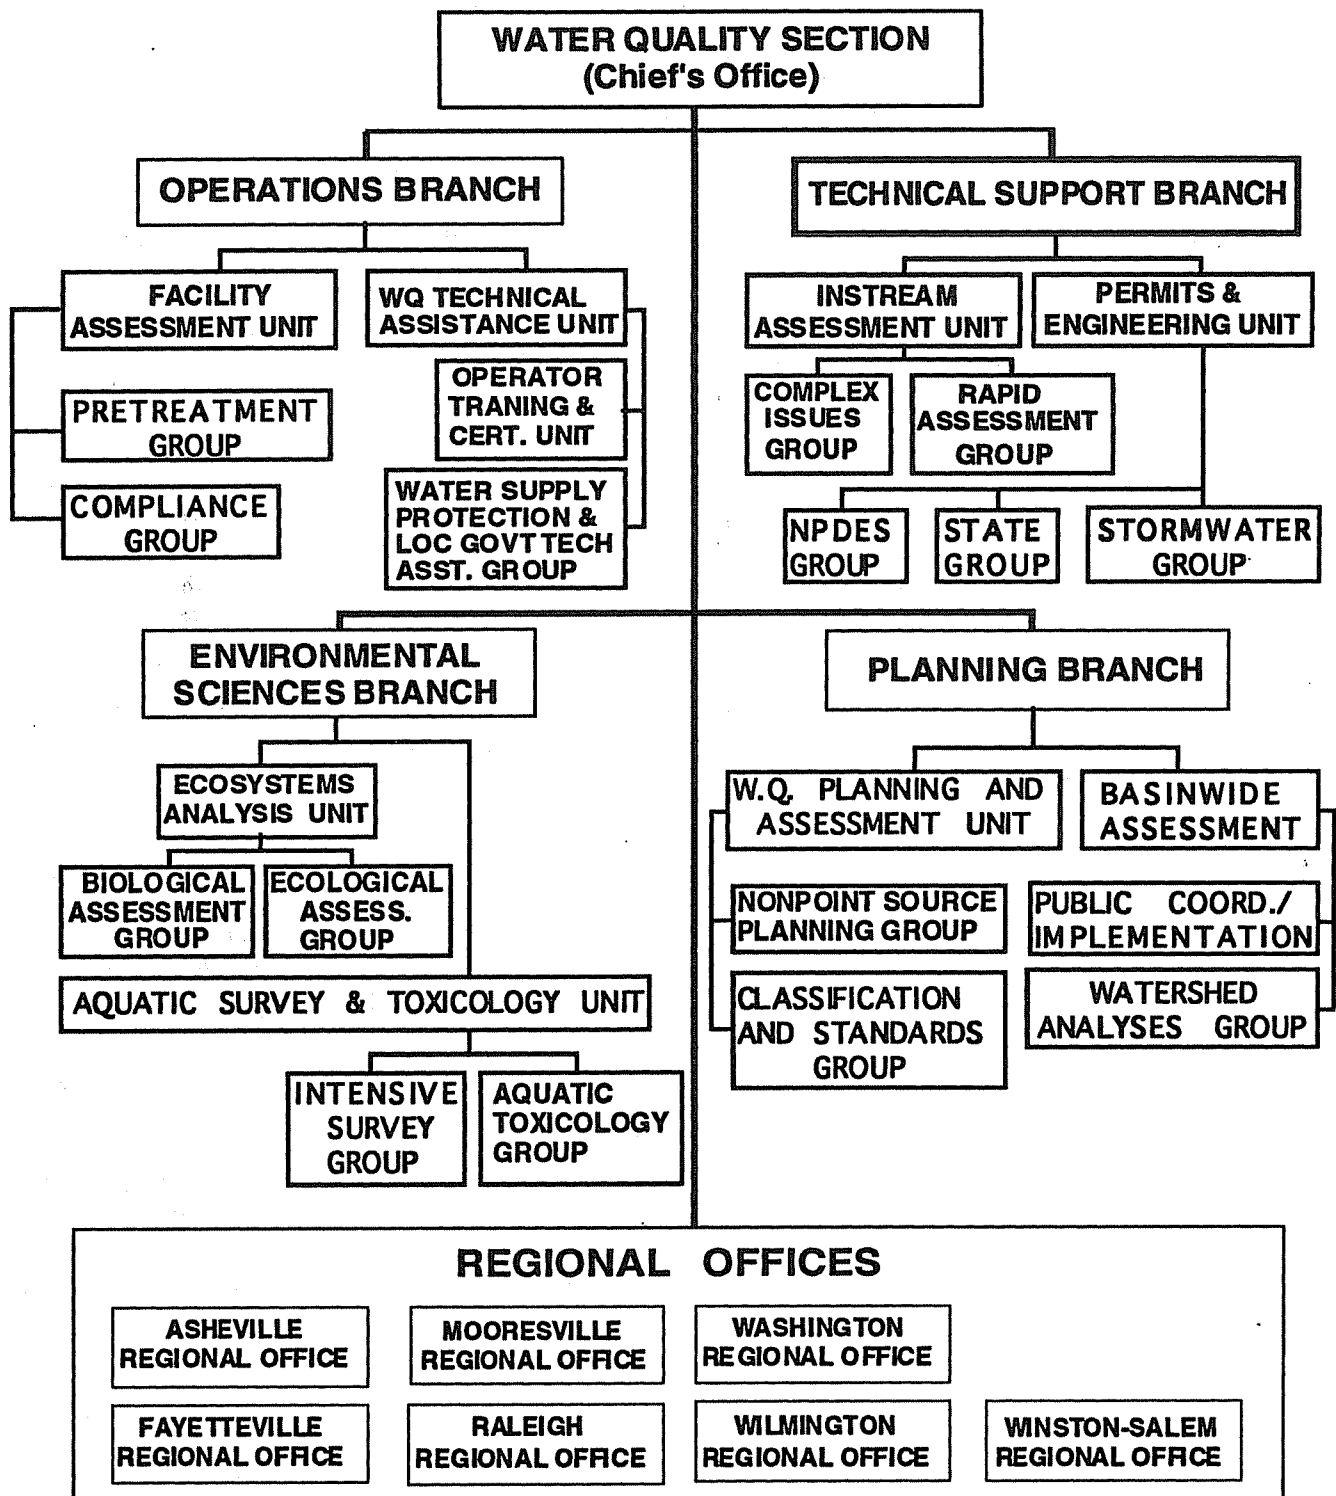 WATER QUALITY SECTION
(Chief's Office)
OPERATIONS BRANCH
TECHNICAL SUPPORT BRANCH
FACILITY
ASSESSMENT UNIT
WQ TECHNICAL
ASSISTANCE UNIT
PRETREATMENT
GROUP
OPERATOR
TRANING &
CERT. UNIT
COMPLIANCE
GROUP
WATER SUPPLY
PROTECTION &
LOC GOVT TECH
ASST. GROUP
INSTREAM
ASSESSMENT UNIT
PERMITS &
ENGINEERING UNIT
COMPLEX
ISSUES
GROUP
RAPID
ASSESSMENT
GROUP
NPDES
GROUP
STATE
GROUP
STORMWATER
GROUP
ENVIRONMENTAL
SCIENCES BRANCH
PLANNING BRANCH
ECOSYSTEMS
ANALYSIS UNIT
BIOLOGICAL
ASSESSMENT
GROUP
ECOLOGICAL
ASSESS.
GROUP
AQUATIC SURVEY & TOXICOLOGY UNIT
INTENSIVE
SURVEY
GROUP
AQUATIC
TOXICOLOGY
GROUP
W.Q. PLANNING AND
ASSESSMENT UNIT
BASINWIDE
ASSESSMENT
NONPOINT SOURCE
PLANNING GROUP
PUBLIC COORD./
IMPLEMENTATION
CLASSIFICATION
AND STANDARDS
GROUP
WATERSHED
ANALYSES GROUP
REGIONAL OFFICES
ASHEVILLE
REGIONAL OFFICE
MOORESVILLE
REGIONAL OFFICE
WASHINGTON
REGIONAL OFFICE
FAYETTEVILLE
REGIONAL OFFICE
RALEIGH
REGIONAL OFFICE
WILMINGTON
REGIONAL OFFICE
WINSTON-SALEM
REGIONAL OFFICE